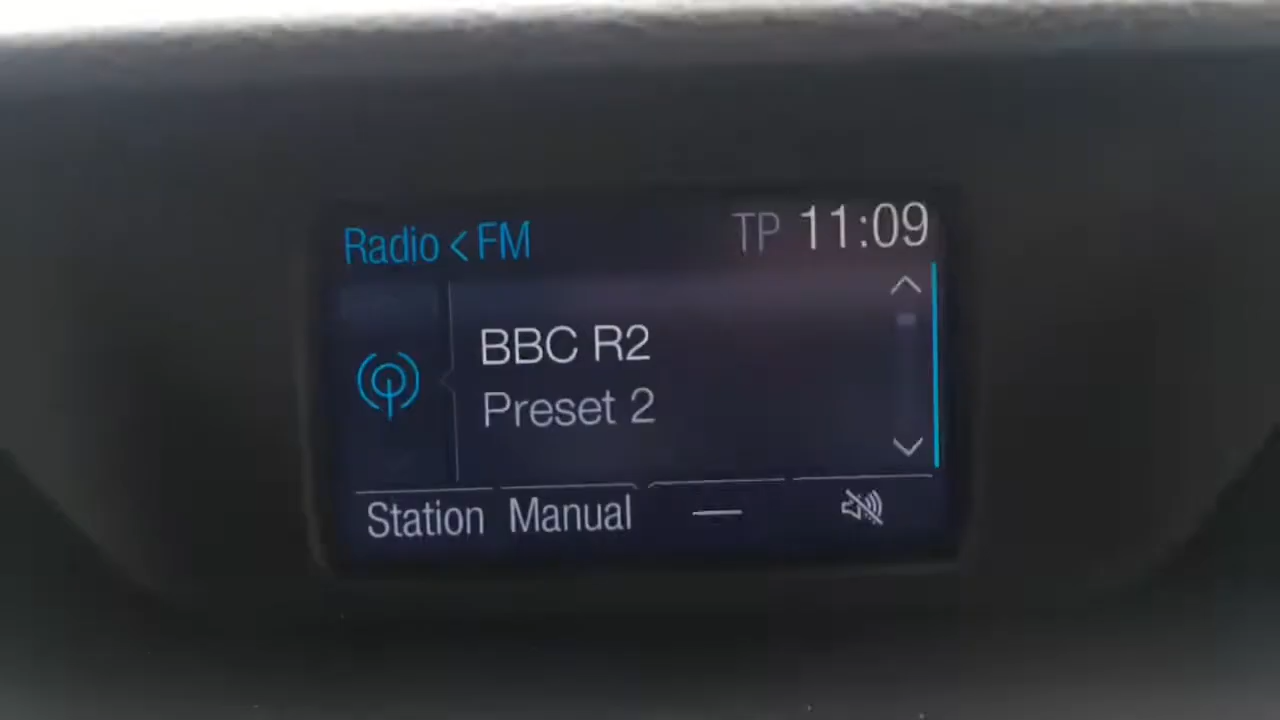 Radio < FM TP 11:09
BBC R2
Preset 2
Station Manual